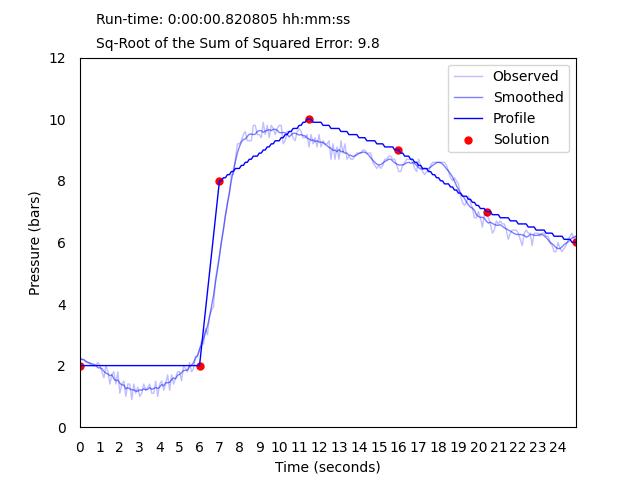 Run-time: 0:00:00.820805 hh:mm:ss
Sq-Root of the Sum of Squared Error: 9.8
12
10
8
6
4
2
0
Pressure (bars)
Observed
Smoothed
Profile
Solution
0 1 2 3 4 5 6 7 8 9 10 11 12 13 14 15 16 17 18 19 20 21 22 23 24
Time (seconds)